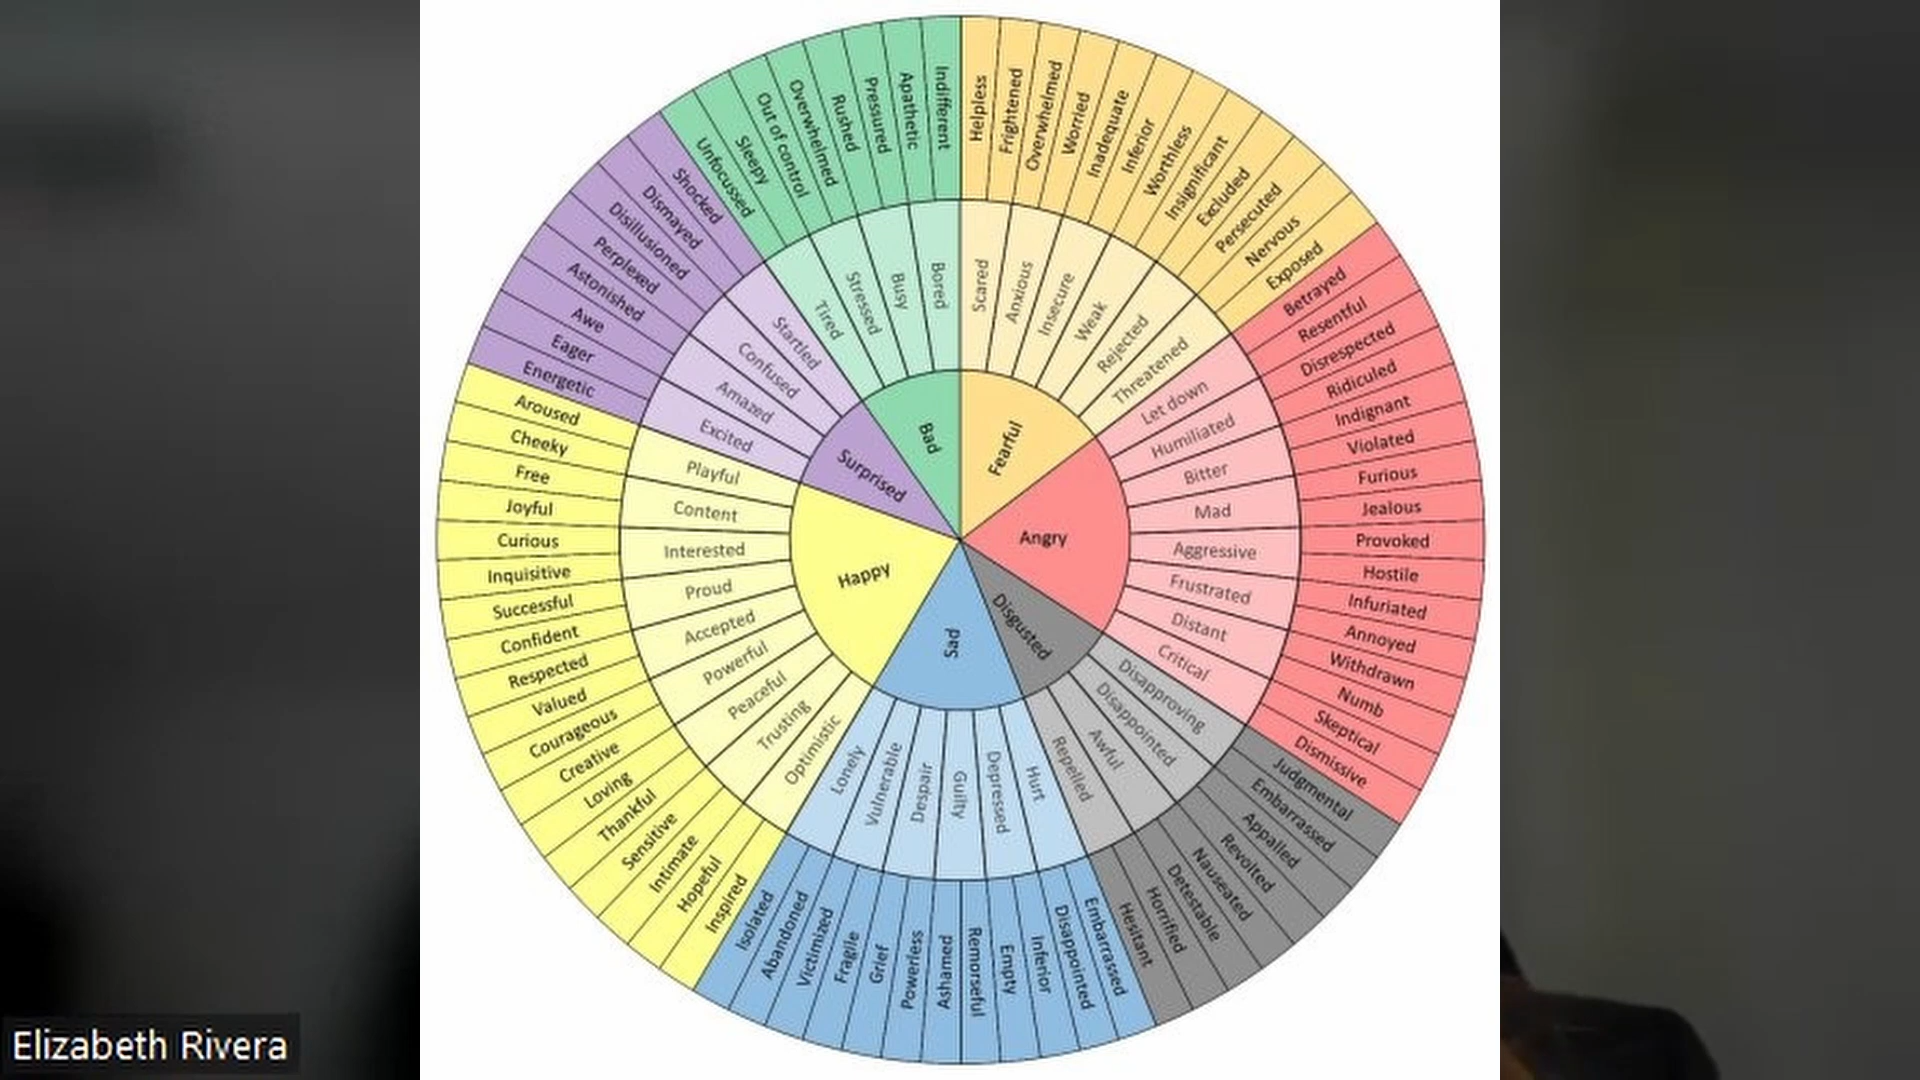 Bad
Fearful
Angry
Disgusted
Sad
Happy
Surprised
Tired
Stressed
Busy
Bored
Scared
Anxious
Insecure
Weak
Rejected
Threatened
Let down
Humiliated
Bitter
Mad
Aggressive
Frustrated
Distant
Critical
Disapproving
Disappointed
Awful
Repelled
Hurt
Depressed
Guilty
Despair
Vulnerable
Lonely
Optimistic
Trusting
Peaceful
Powerful
Accepted
Proud
Interested
Content
Playful
Excited
Amazed
Confused
Startled
Unfocussed
Sleepy
Out of control
Overwhelmed
Rushed
Pressured
Apathetic
Indifferent
Helpless
Frightened
Overwhelmed
Worried
Inadequate
Inferior
Worthless
Insignificant
Excluded
Persecuted
Nervous
Exposed
Betrayed
Resentful
Disrespected
Ridiculed
Indignant
Violated
Furious
Jealous
Provoked
Hostile
Infuriated
Annoyed
Withdrawn
Numb
Skeptical
Dismissive
Judgmental
Embarrassed
Appalled
Revolted
Nauseated
Detestable
Horrified
Hesitant
Embarrassed
Disappointed
Inferior
Empty
Remorseful
Ashamed
Powerless
Grief
Fragile
Victimized
Abandoned
Isolated
Inspired
Hopeful
Intimate
Sensitive
Thankful
Loving
Creative
Courageous
Valued
Respected
Confident
Successful
Inquisitive
Curious
Joyful
Free
Cheeky
Aroused
Energetic
Eager
Awe
Astonished
Perplexed
Disillusioned
Dismayed
Shocked
Elizabeth Rivera